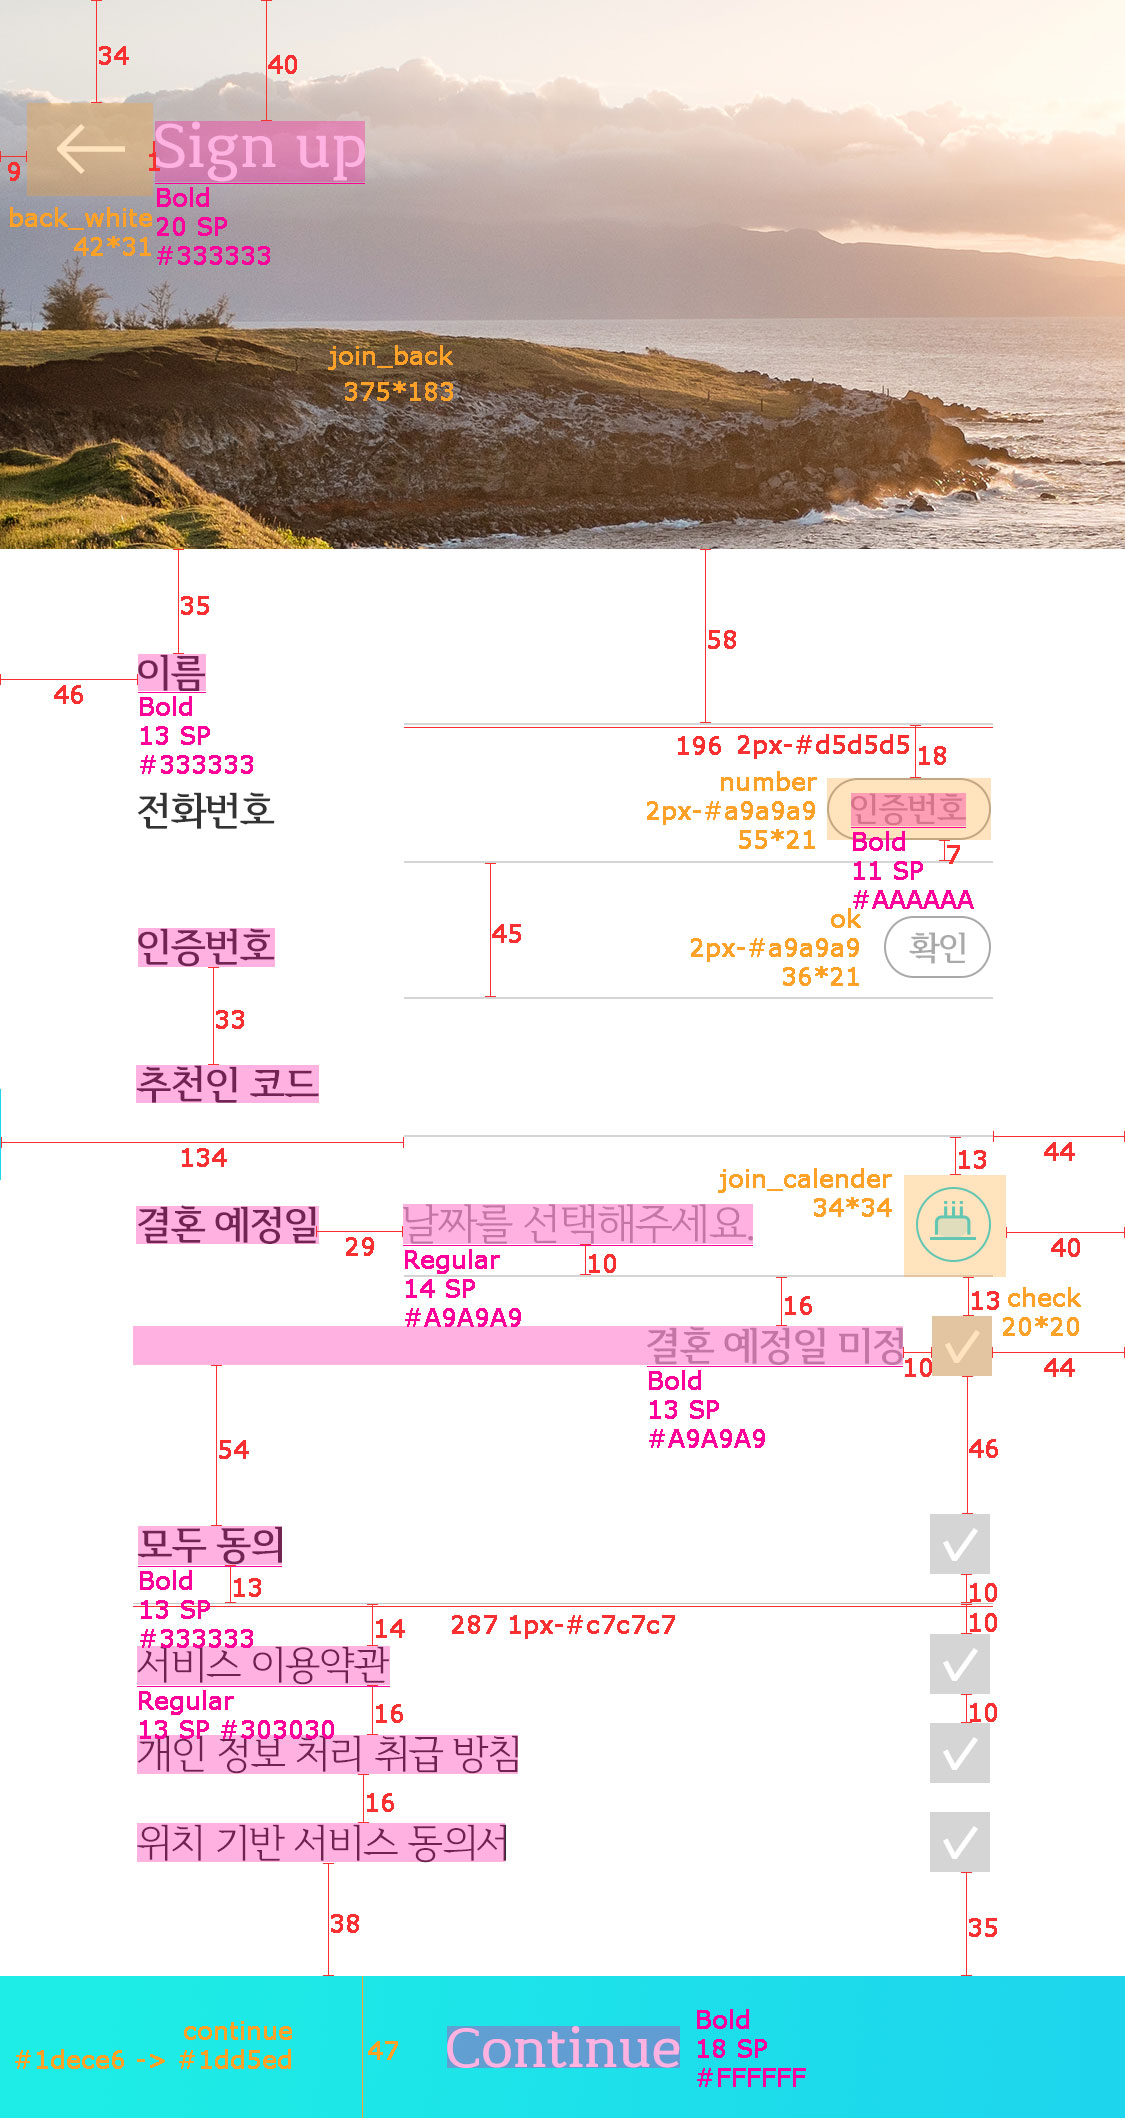 34
40
9
1
Sign up
Bold
20 SP
#333333
back_white
42*31
join_back
375*183
35
58
46
이름
Bold
13 SP
#333333
196 2px-#d5d5d5
18
전화번호
number
2px-#a9a9a9
55*21
인증번호
Bold
11 SP
#AAAAAA
7
45
ok
2px-#a9a9a9
36*21
확인
인증번호
33
추천인 코드
134
44
13
join_calender
34*34
결혼 예정일
29
날짜를 선택해주세요.
Regular
14 SP
#A9A9A9
10
40
16
13
check
20*20
결혼 예정일 미정
10
44
Bold
13 SP
#A9A9A9
54
46
모두 동의
Bold
13 SP
#333333
13
10
287 1px-#c7c7c7
14
10
서비스 이용약관
Regular
13 SP #303030
16
10
개인 정보 처리 취급 방침
16
위치 기반 서비스 동의서
38
35
continue
#1dece6 -> #1dd5ed
47
Continue
Bold
18 SP
#FFFFFF